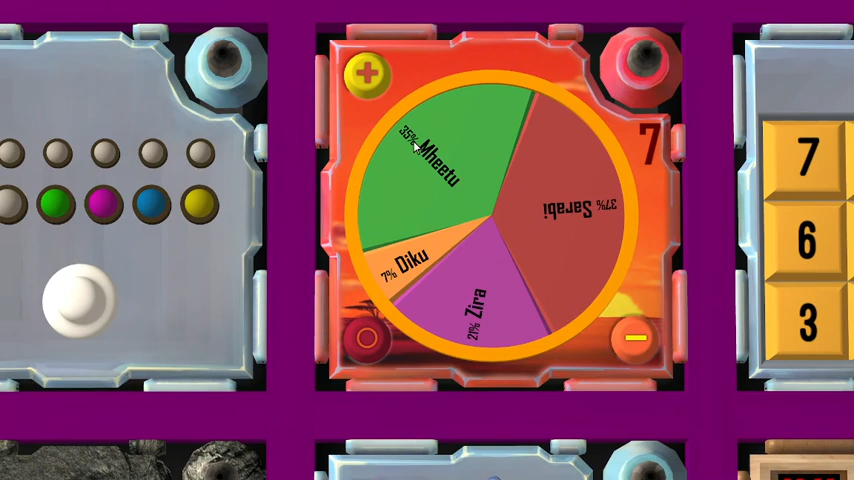 +
7
35% Mheetu
37% Sarabi
7% Diku
21% Zira
-
7
6
3